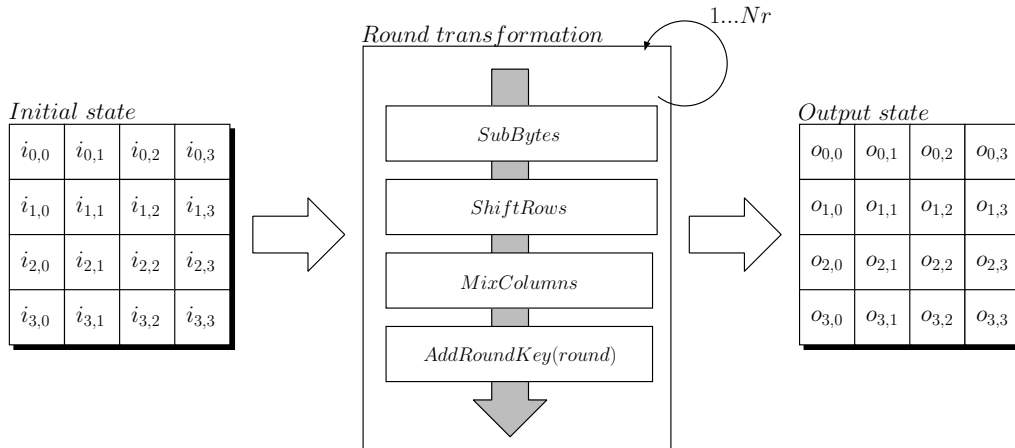 1...Nr
Round transformation
Initial state
i0,0 i0,1 i0,2 i0,3
i1,0 i1,1 i1,2 i1,3
i2,0 i2,1 i2,2 i2,3
i3,0 i3,1 i3,2 i3,3
SubBytes
ShiftRows
MixColumns
AddRoundKey(round)
Output state
o0,0 o0,1 o0,2 o0,3
o1,0 o1,1 o1,2 o1,3
o2,0 o2,1 o2,2 o2,3
o3,0 o3,1 o3,2 o3,3